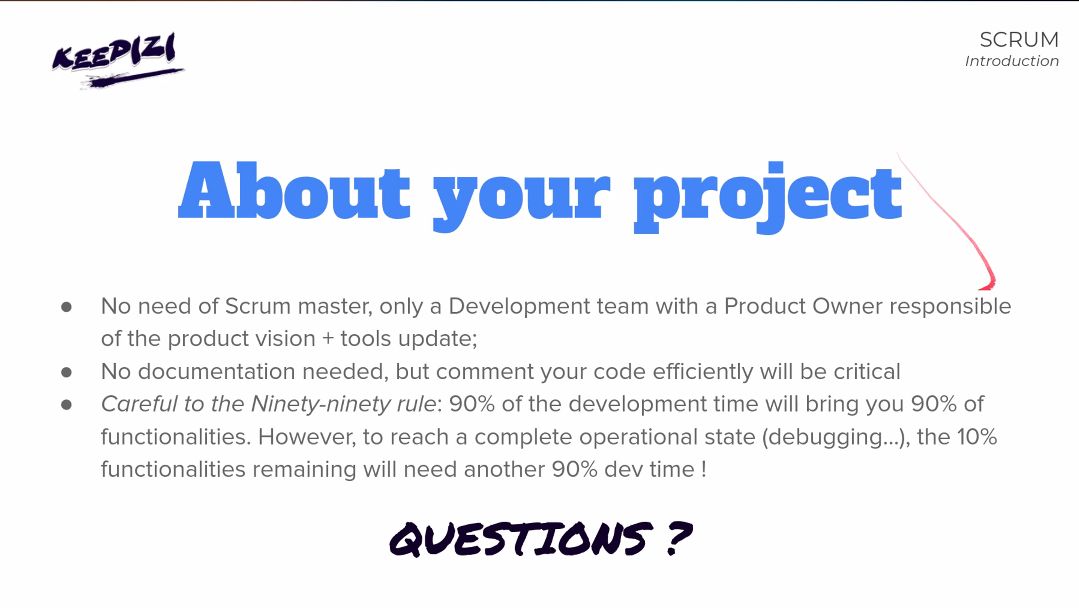 KEEPIZI
SCRUM
Introduction
About your project
● No need of Scrum master, only a Development team with a Product Owner responsible
of the product vision + tools update;
● No documentation needed, but comment your code efficiently will be critical
● Careful to the Ninety-ninety rule: 90% of the development time will bring you 90% of
functionalities. However, to reach a complete operational state (debugging...), the 10%
functionalities remaining will need another 90% dev time !
QUESTIONS ?